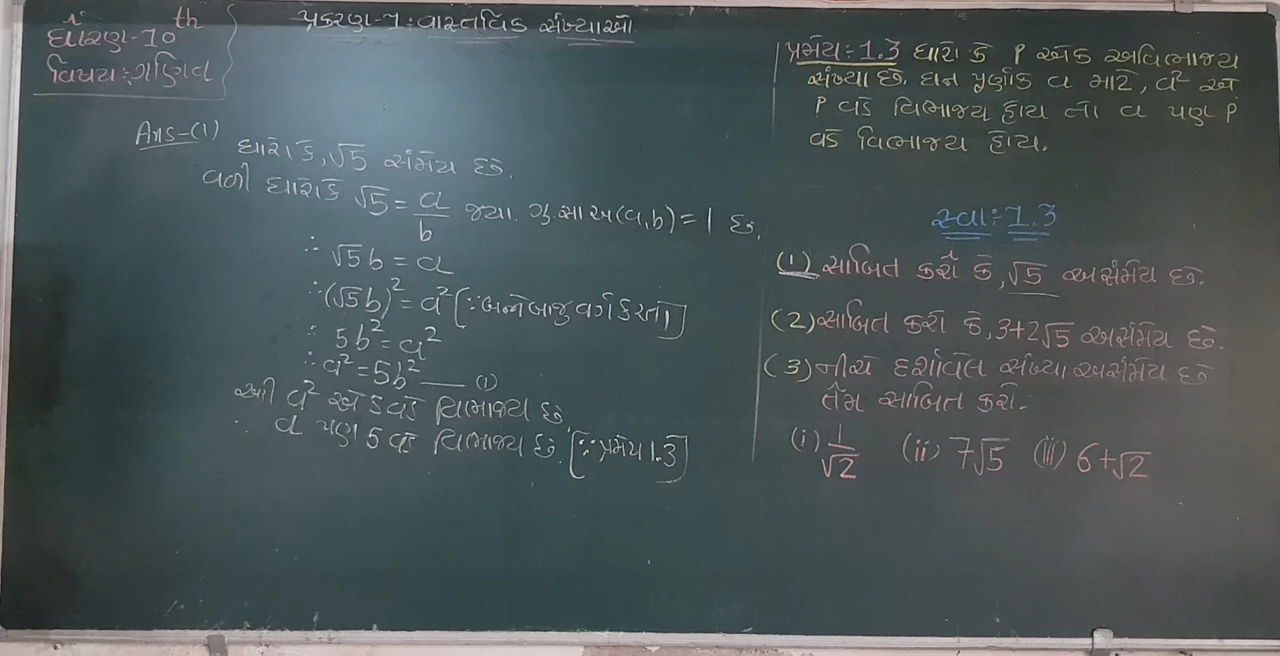 ધોરણ-10th
વિષય:ગણિત
પ્રકરણ-1:વાસ્તવિક સંખ્યાઓ
Ans-(1)
ધારો કે, √5 સંમેય છે.
વળી ધારો કે √5 = a/b જ્યા. ગુ.સા.અ(a,b)=1 છે.
∴ √5b = a
∴ (√5b)² = a² [∵બન્ને બાજુ વર્ગ કરતા]
∴ 5b² = a²
∴ a² = 5b² —— (1)
અહી a² એ 5 વડે વિભાજ્ય છે.
∴ a પણ 5 વડે વિભાજ્ય છે. [∵ પ્રમેય 1.3]
પ્રમેય:-1.3 ધારો કે P એક અવિભાજ્ય
સંખ્યા છે. ધન પૂર્ણાંક a માટે, a² એ
P વડે વિભાજ્ય હોય તો a પણ P
વડે વિભાજ્ય હોય.
સ્વા:-1.3
(1) સાબિત કરો કે, √5 અસંમેય છે.
(2) સાબિત કરો કે, 3+2√5 અસંમેય છે.
(3) નીચે દર્શાવેલ સંખ્યા અસંમેય છે
તેમ સાબિત કરો-
(i) 1/√2 (ii) 7√5 (iii) 6+√2